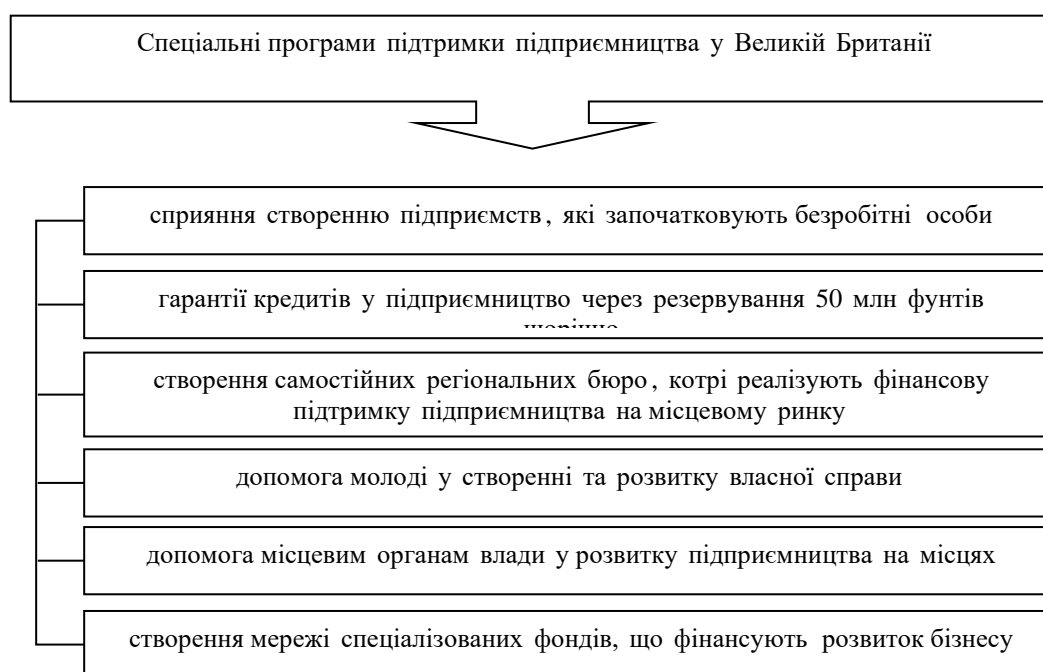 Спеціальні програми підтримки підприємництва у Великій Британії
сприяння створенню підприємств, які започатковують безробітні особи
гарантії кредитів у підприємництво через резервування 50 млн фунтів
створення самостійних регіональних бюро, котрі реалізують фінансову
підтримку підприємництва на місцевому ринку
допомога молоді у створенні та розвитку власної справи
допомога місцевим органам влади у розвитку підприємництва на місцях
створення мережі спеціалізованих фондів, що фінансують розвиток бізнесу